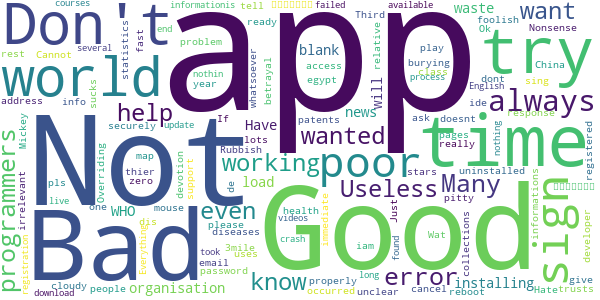 Don't
app
try
Not
Good
Bad
world
time
poor
sign
always
want
programmers
help
wanted
working
Useless
Many
even
error
know
installing
WHO
organisation
load
will
Have
news
blank
waste
courses
informationis
tell
failed
available
ready
Third
foolish
statistics
fast
end
problem
play
Ok
Nonsense
rest
Cannot
several
nothin
year
whatsoever
betrayal
access
egypt
relative
burying
class
process
China
sing
address
info
sucks
If
patents
dont
English
ide
response
registered
Mickey
securely
update
Rubbish
lots
ask
doesnt
pages
really
nothing
irrelevant
map
thier
zero
Overriding
devotion
support
de
stars
uninstalled
pls
live
one
mouse
please
diseases
health
videos
crash
immediate
Just
pitty
collections
informations
developer
registration
dis
Everything
3mile
uses
took
email
password
iam
found
Wat
long
cloudy
people
download
occurred
properly
unclear
cancel
reboot
Hate
trusts
give